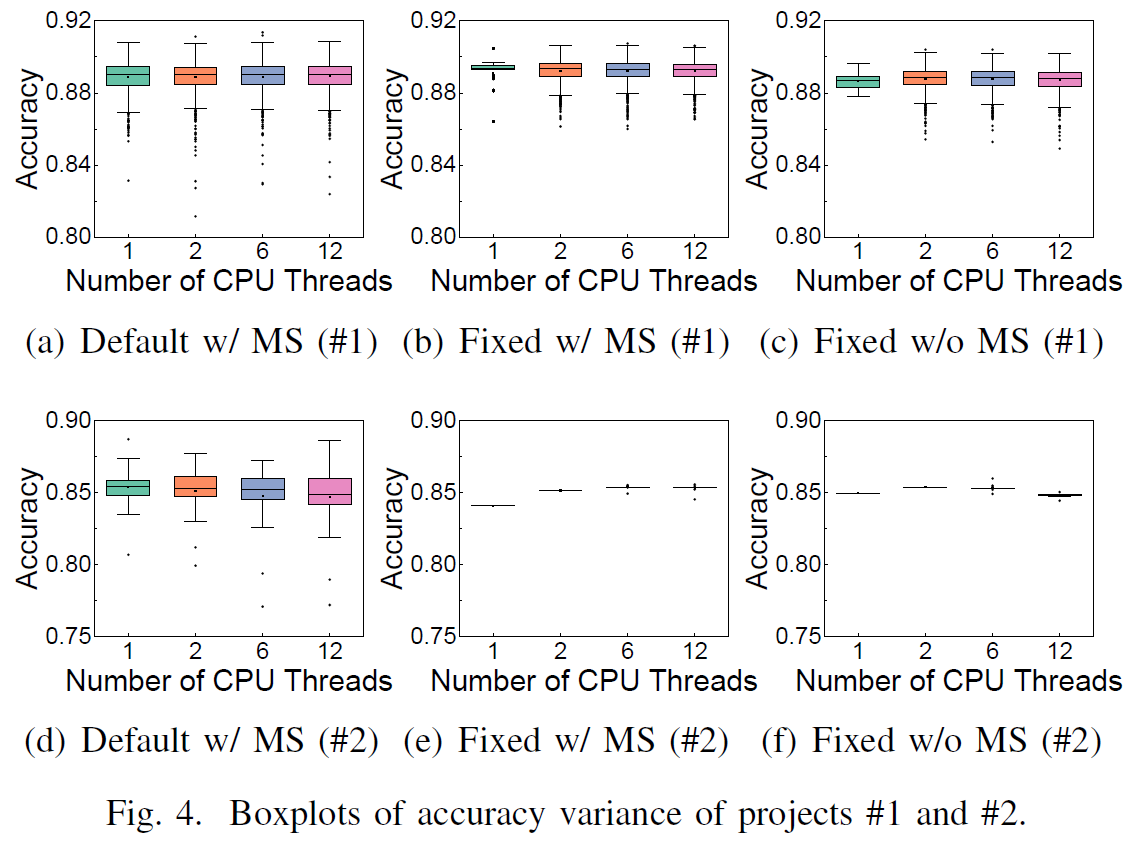 0.92 0.92 0.92
0.88 0.88 0.88
0.84 0.84 0.84
0.80 0.80 0.80
Accuracy Accuracy Accuracy
1 2 6 12 1 2 6 12 1 2 6 12
Number of CPU Threads Number of CPU Threads Number of CPU Threads
(a) Default w/ MS (#1) (b) Fixed w/ MS (#1) (c) Fixed w/o MS (#1)
0.90 0.90 0.90
0.85 0.85 0.85
0.80 0.80 0.80
0.75 0.75 0.75
Accuracy Accuracy Accuracy
1 2 6 12 1 2 6 12 1 2 6 12
Number of CPU Threads Number of CPU Threads Number of CPU Threads
(d) Default w/ MS (#2) (e) Fixed w/ MS (#2) (f) Fixed w/o MS (#2)
Fig. 4. Boxplots of accuracy variance of projects #1 and #2.